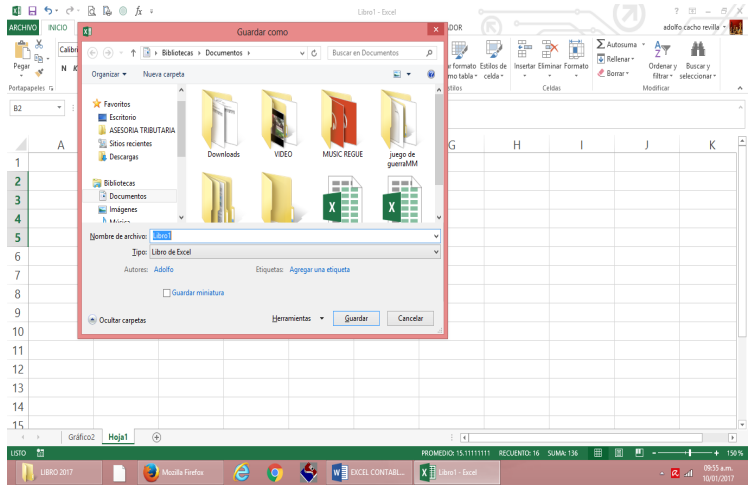 Libro1 - Excel
ARCHIVO INICIO ADOR adolfo cacho revilla
Guardar como
Pegar
Calibri
N K
Portapapeles
r formato Estilos de
mo tabla celda
Insertar Eliminar Formato
Celdas
Autosuma
Rellenar
Borrar
Ordenar y
filtrar
Buscar y
seleccionar
Modificar
Bibliotecas Documentos
Buscar en Documentos
Organizar Nueva carpeta
Favoritos
Escritorio
ASESORIA TRIBUTARIA
Sitios recientes
Descargas
Bibliotecas
Documentos
Imágenes
Música
Downloads
VIDEO
MUSIC REGUE
juego de
guerraMM
Nombre de archivo: Libro1
Tipo: Libro de Excel
Autores: Adolfo
Etiquetas: Agregar una etiqueta
Guardar miniatura
Ocultar carpetas
Herramientas
Guardar
Cancelar
B2
A G H I J K
1
2
3
4
5
6
7
8
9
10
11
12
13
14
15
Gráfico2 Hoja1
LISTO PROMEDIO: 15.11111111 RECUENTO: 16 SUMA: 136 150%
LIBRO 2017
Mozilla Firefox
EXCEL CONTABL...
Libro1 - Excel
09:55 a.m.
10/01/2017